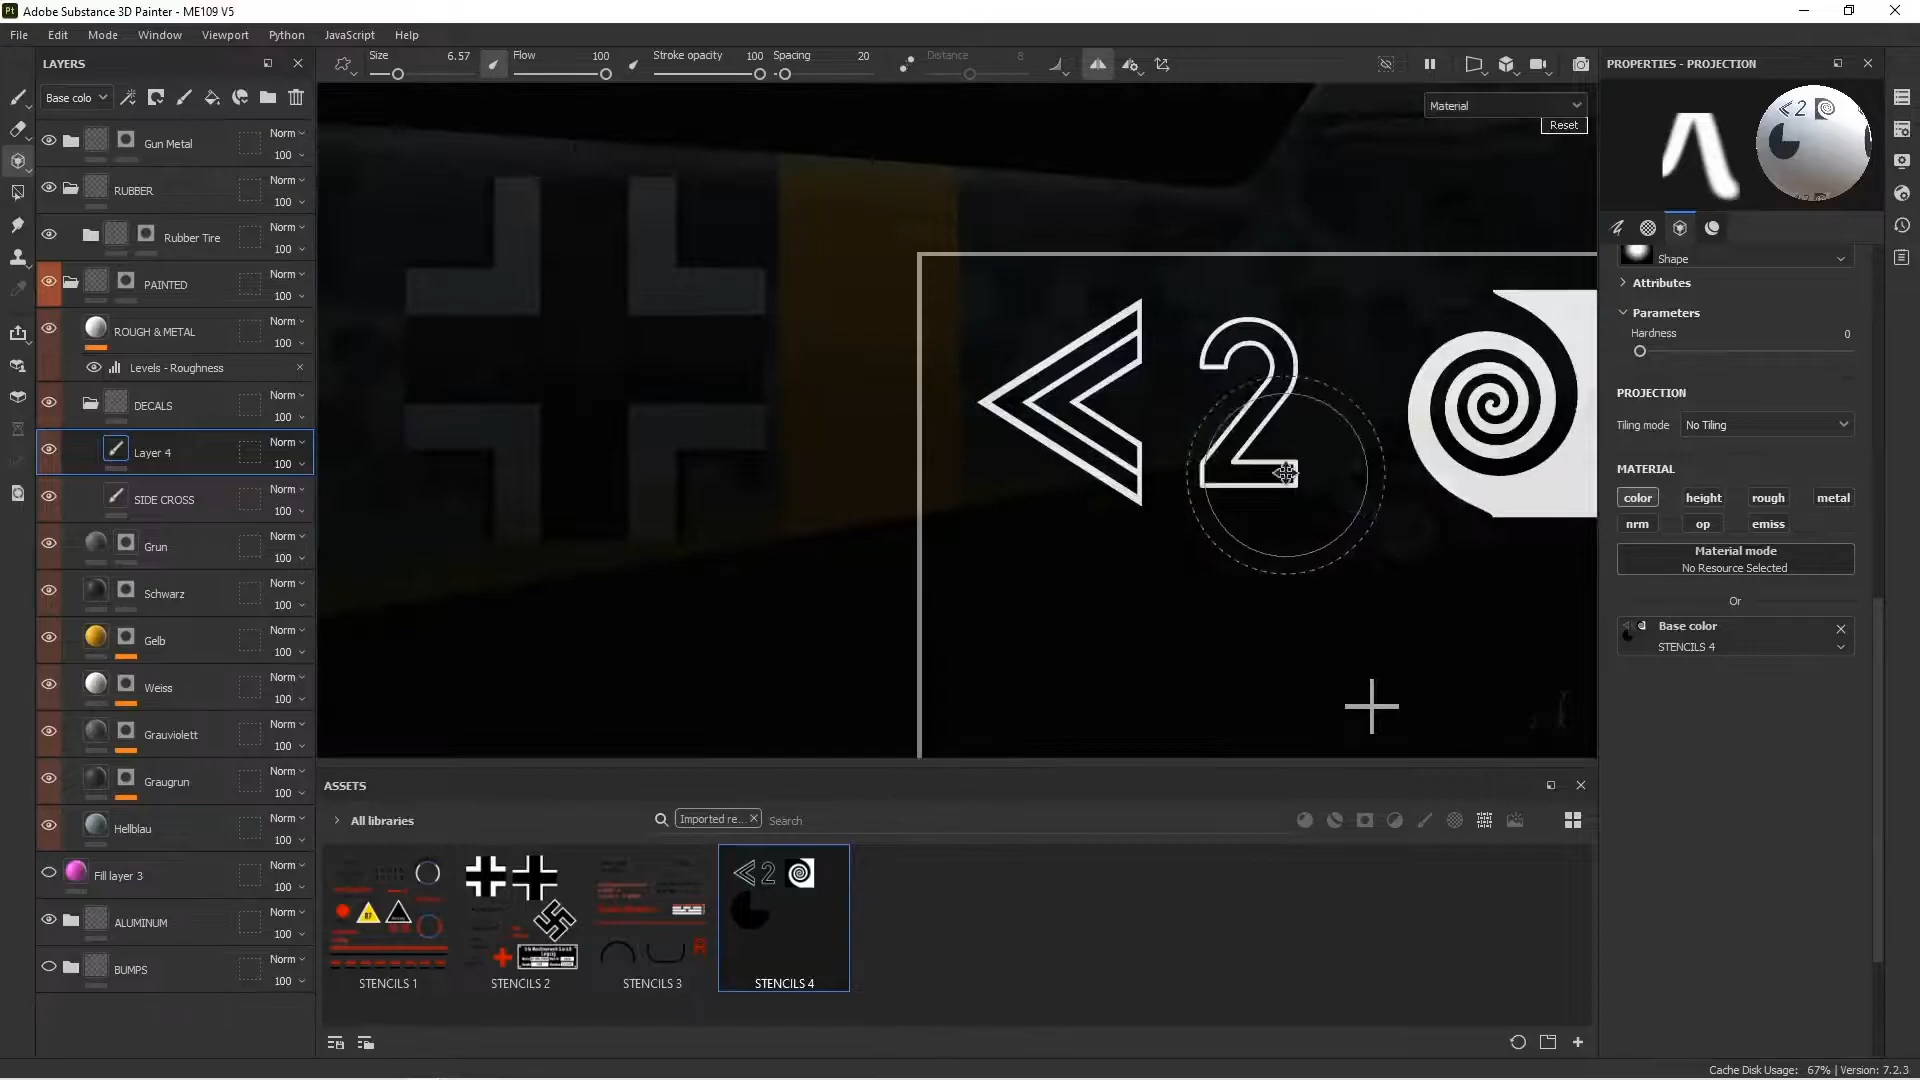 Adobe Substance 3D Painter - ME109 V5
File Edit Mode Window Viewport Python JavaScript Help
LAYERS
Base colo
Gun Metal Norm 100
RUBBER Norm 100
Rubber Tire Norm 100
PAINTED Norm 100
ROUGH & METAL Norm 100
Levels - Roughness
DECALS Norm 100
Layer 4 Norm 100
SIDE CROSS Norm 100
Grun Norm 100
Schwarz Norm 100
Gelb Norm 100
Weiss Norm 100
Grauviolett Norm 100
Graugrun Norm 100
Hellblau Norm 100
Fill layer 3 Norm 100
ALUMINUM Norm 100
BUMPS Norm 100
Size 6.57 Flow 100 Stroke opacity 100 Spacing 20 Distance 8
Material
Reset
2
ASSETS
All libraries
Imported re... Search
2
STENCILS 1 STENCILS 2 STENCILS 3 STENCILS 4
PROPERTIES - PROJECTION
2
Shape
Attributes
Parameters
Hardness 0
PROJECTION
Tiling mode No Tiling
MATERIAL
color height rough metal
nrm op emiss
Material mode
No Resource Selected
Or
Base color
STENCILS 4
Cache Disk Usage: 67% | Version: 7.2.3